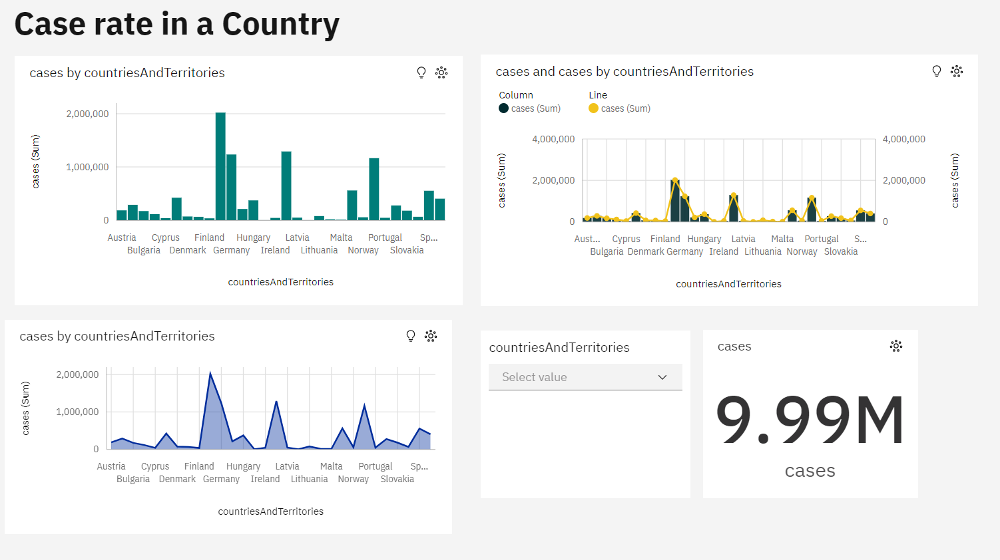 Case rate in a Country
cases by countriesAndTerritories
cases (Sum)
2,000,000
1,000,000
0
Austria Cyprus Finland Hungary Latvia Malta Portugal Sp...
Bulgaria Denmark Germany Ireland Lithuania Norway Slovakia
countriesAndTerritories
cases and cases by countriesAndTerritories
Column Line
cases (Sum) cases (Sum)
cases (Sum)
4,000,000 4,000,000
2,000,000 2,000,000
0 0
cases (Sum)
Aust... Cyprus Finland Hungary Latvia Malta Portugal S...
Bulgaria Denmark Germany Ireland Lithuania Norway Slovakia
countriesAndTerritories
cases by countriesAndTerritories
cases (Sum)
2,000,000
1,000,000
0
Austria Cyprus Finland Hungary Latvia Malta Portugal Sp...
Bulgaria Denmark Germany Ireland Lithuania Norway Slovakia
countriesAndTerritories
countriesAndTerritories
Select value
cases
9.99M
cases